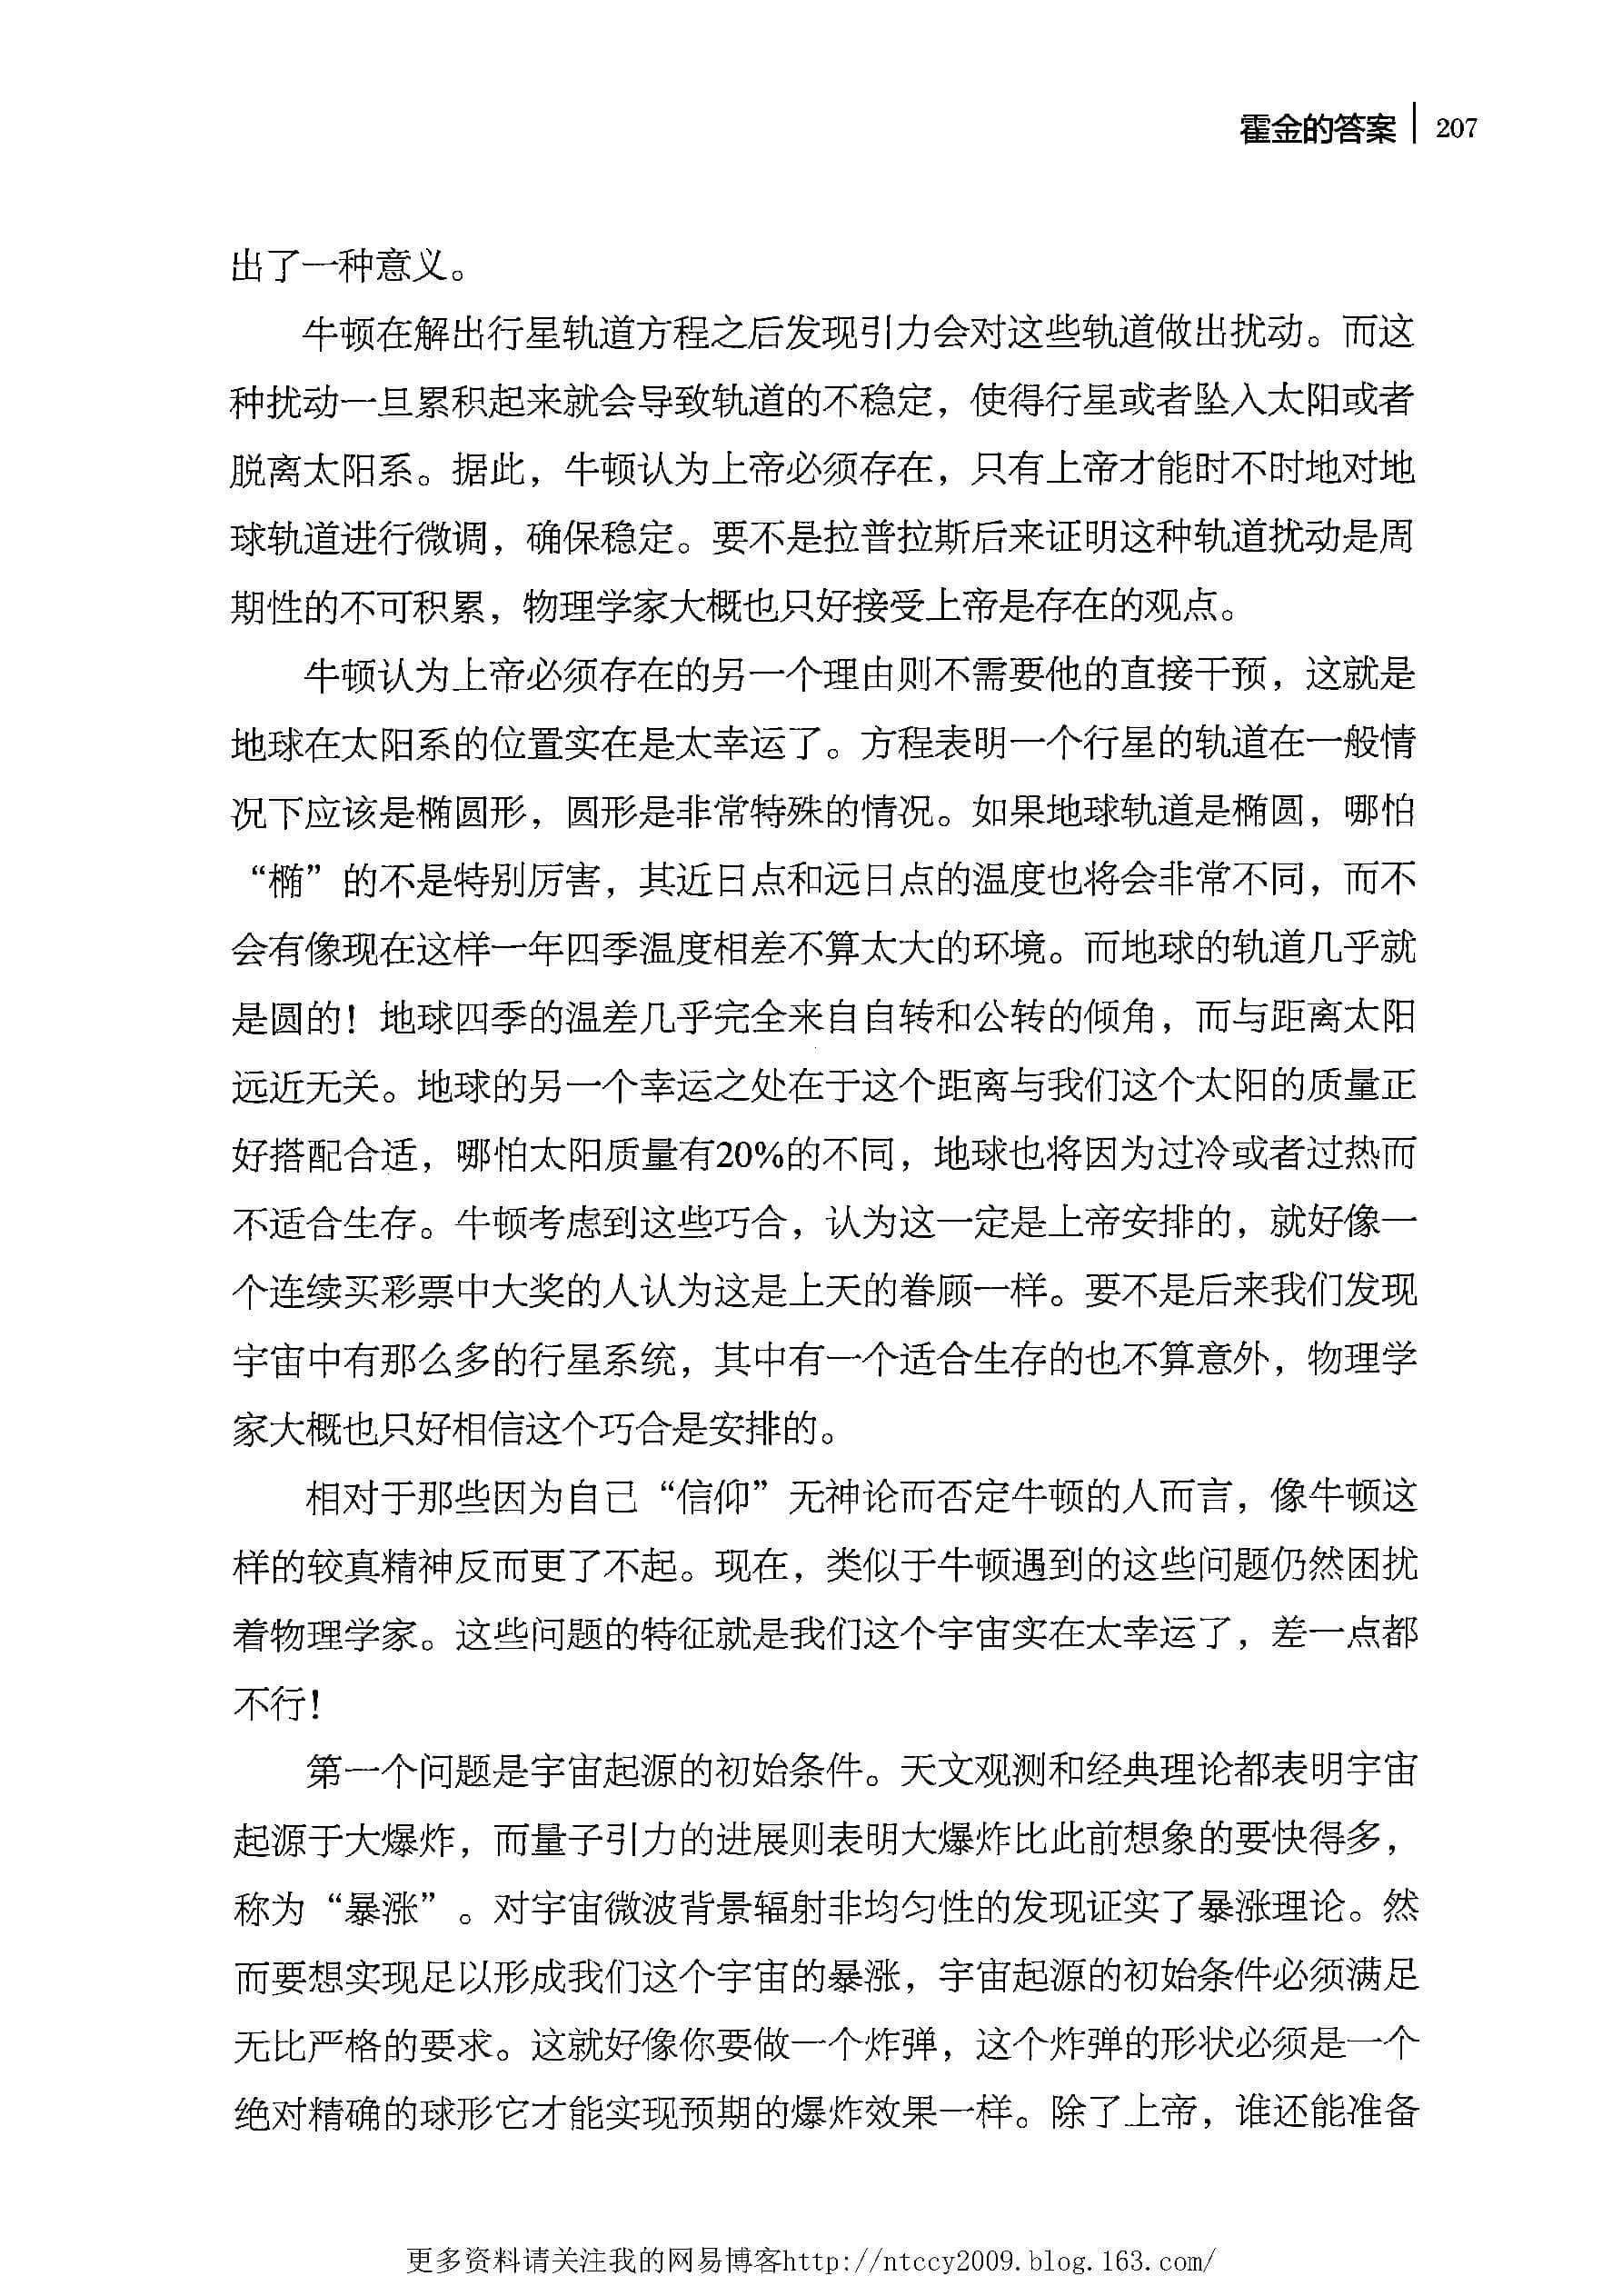 霍金的答案 207
出了一种意义。
牛顿在解出行星轨道方程之后发现引力会对这些轨道做出扰动。而这
种扰动一旦累积起来就会导致轨道的不稳定，使得行星或者坠入太阳或者
脱离太阳系。据此，牛顿认为上帝必须存在，只有上帝才能时不时地对地
球轨道进行微调，确保稳定。要不是拉普拉斯后来证明这种轨道扰动是周
期性的不可积累，物理学家大概也只好接受上帝是存在的观点。
牛顿认为上帝必须存在的另一个理由则不需要他的直接干预，这就是
地球在太阳系的位置实在是太幸运了。方程表明一个行星的轨道在一般情
况下应该是椭圆形，圆形是非常特殊的情况。如果地球轨道是椭圆，哪怕
“椭”的不是特别厉害，其近日点和远日点的温度也将会非常不同，而不
会有像现在这样一年四季温度相差不算太大的环境。而地球的轨道几乎就
是圆的！地球四季的温差几乎完全来自自转和公转的倾角，而与距离太阳
远近无关。地球的另一个幸运之处在于这个距离与我们这个太阳的质量正
好搭配合适，哪怕太阳质量有20%的不同，地球也将因为过冷或者过热而
不适合生存。牛顿考虑到这些巧合，认为这一定是上帝安排的，就好像一
个连续买彩票中大奖的人认为这是上天的眷顾一样。要不是后来我们发现
宇宙中有那么多的行星系统，其中有一个适合生存的也不算意外，物理学
家大概也只好相信这个巧合是安排的。
相对于那些因为自己“信仰”无神论而否定牛顿的人而言，像牛顿这
样的较真精神反而更了不起。现在，类似于牛顿遇到的这些问题仍然困扰
着物理学家。这些问题的特征就是我们这个宇宙实在太幸运了，差一点都
不行！
第一个问题是宇宙起源的初始条件。天文观测和经典理论都表明宇宙
起源于大爆炸，而量子引力的进展则表明大爆炸比此前想象的要快得多，
称为“暴涨”。对宇宙微波背景辐射非均匀性的发现证实了暴涨理论。然
而要想实现足以形成我们这个宇宙的暴涨，宇宙起源的初始条件必须满足
无比严格的要求。这就好像你要做一个炸弹，这个炸弹的形状必须是一个
绝对精确的球形它才能实现预期的爆炸效果一样。除了上帝，谁还能准备
更多资料请关注我的网易博客http://ntccy2009.blog.163.com/